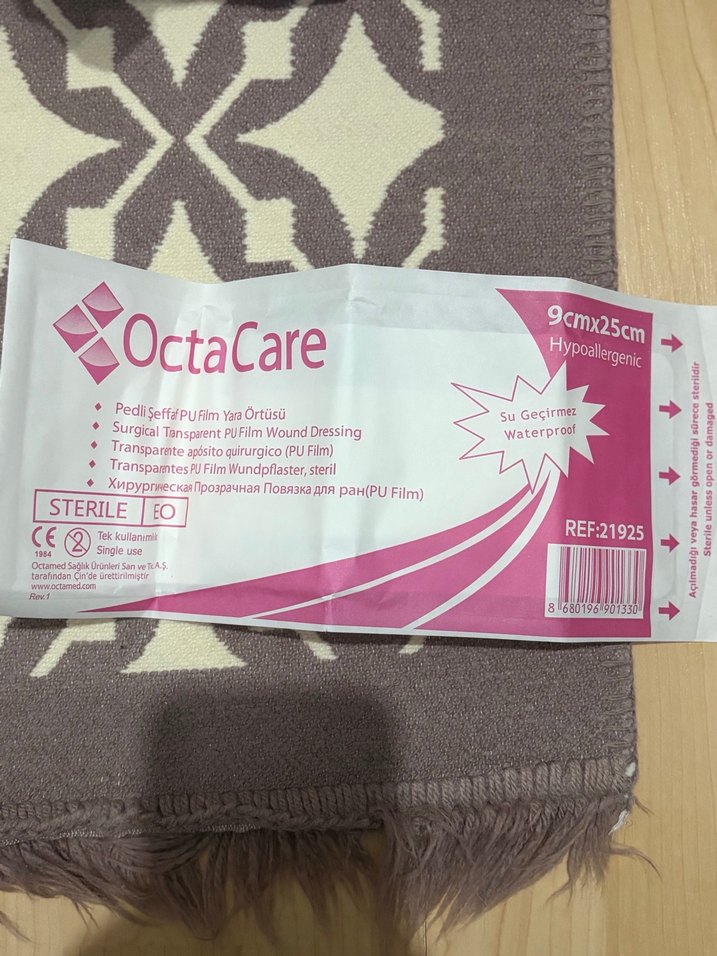 OctaCare
Pedli Şeffaf PU Film Yara Örtüsü
Surgical Transparent PU Film Wound Dressing
Transparente apósito quirurgico (PU Film)
Transparentes PU Film Wundpflaster, steril
Хирургическая Прозрачная Повязка для ран(PU Film)
STERILE EO
CE
1984
2
Tek kullanımlık
Single use
Octamed Sağlık Ürünleri San ve Tic A.Ş.
tarafından Çin'de ürettirilmiştir
www.octamed.com
Rev.1
9cmx25cm
Hypoallergenic
Su Geçirmez
Waterproof
REF:21925
8 680196 901330
Açılmadığı veya hasar görmediği sürece sterildir
Sterile unless open or damaged